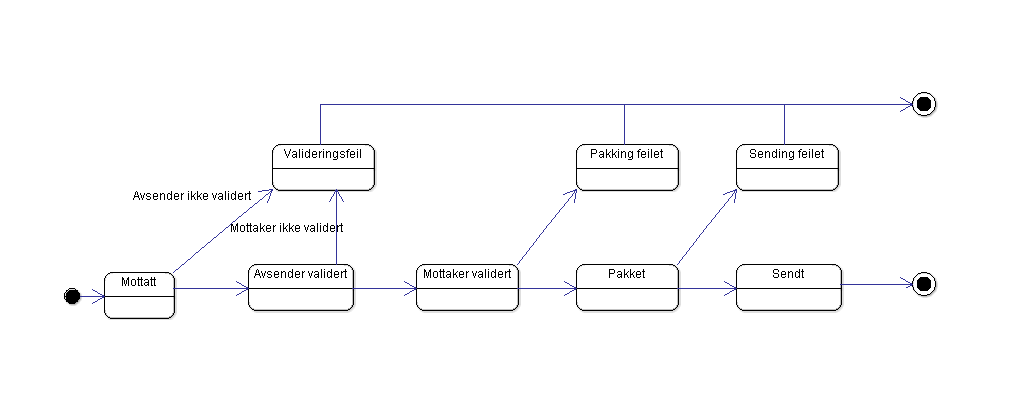 Valideringsfeil
Pakking feilet
Sending feilet
Avsender ikke validert
Mottaker ikke validert
Mottatt
Avsender validert
Mottaker validert
Pakket
Sendt